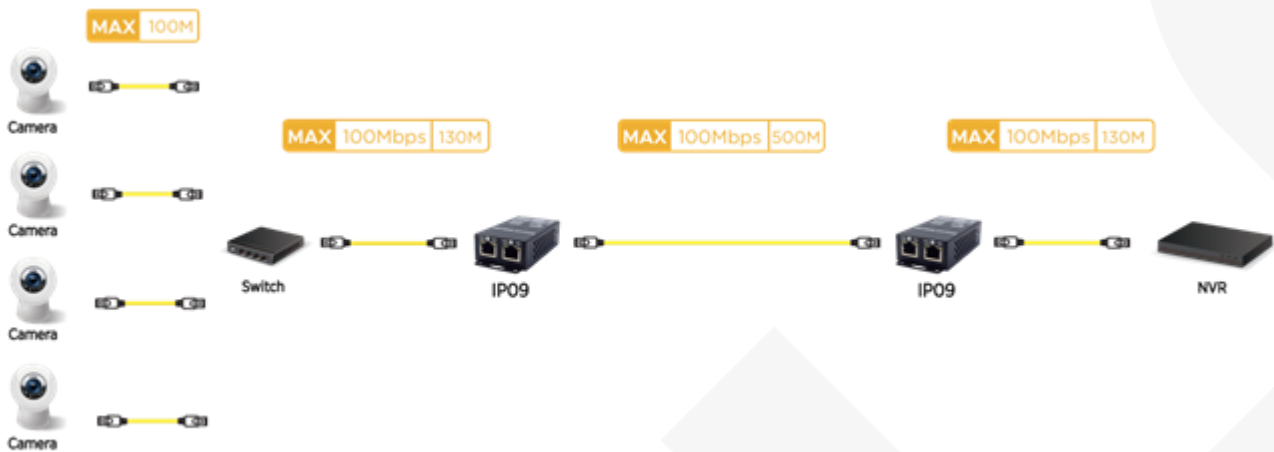 MAX 100M
Camera
MAX 100Mbps 130M
MAX 100Mbps 500M
MAX 100Mbps 130M
Camera
Switch
IP09
IP09
NVR
Camera
Camera